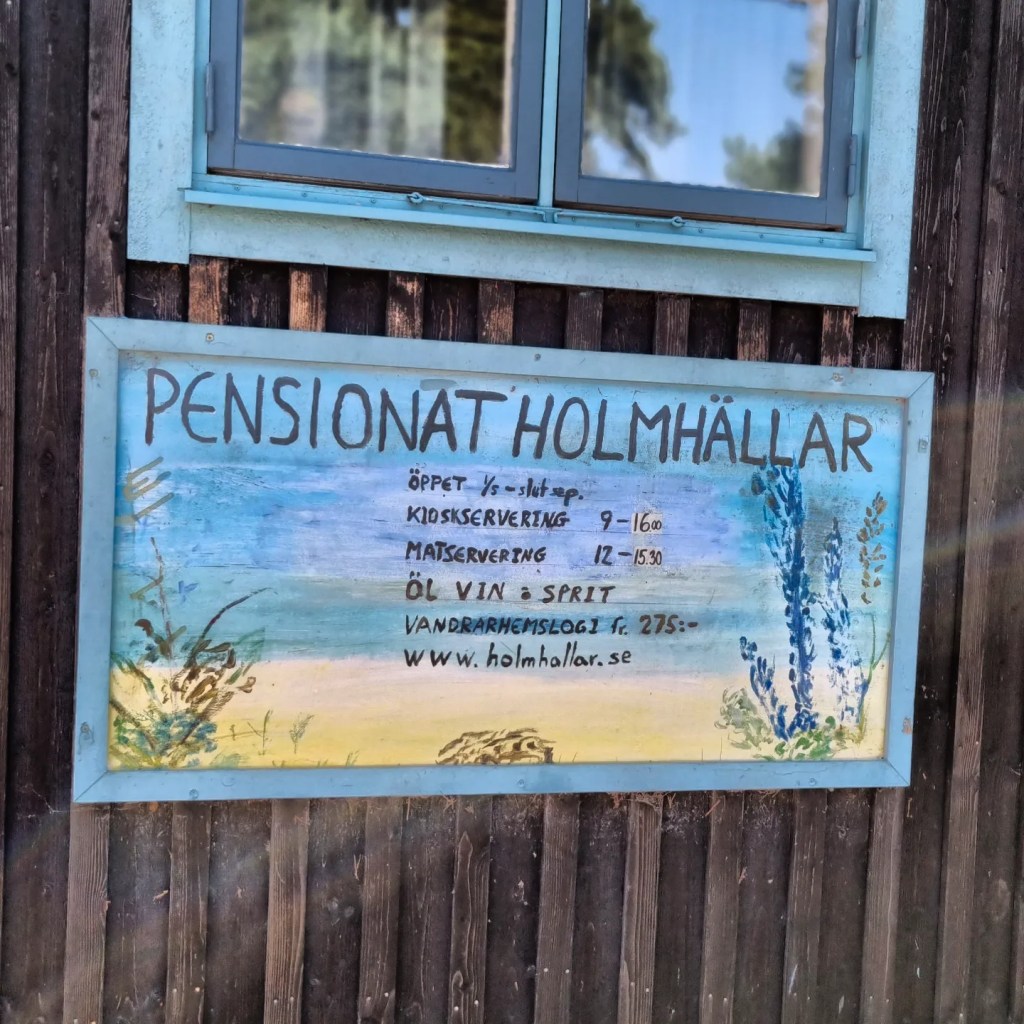 PENSIONAT HOLMHÄLLAR
ÖPPET 1/5 - slut sep.
KIOSKSERVERING 9 - 16 00
MATSERVERING 12 - 15.30
ÖL VIN & SPRIT
VANDRARHEMSLOGI fr. 275:-
www.holmhallar.se